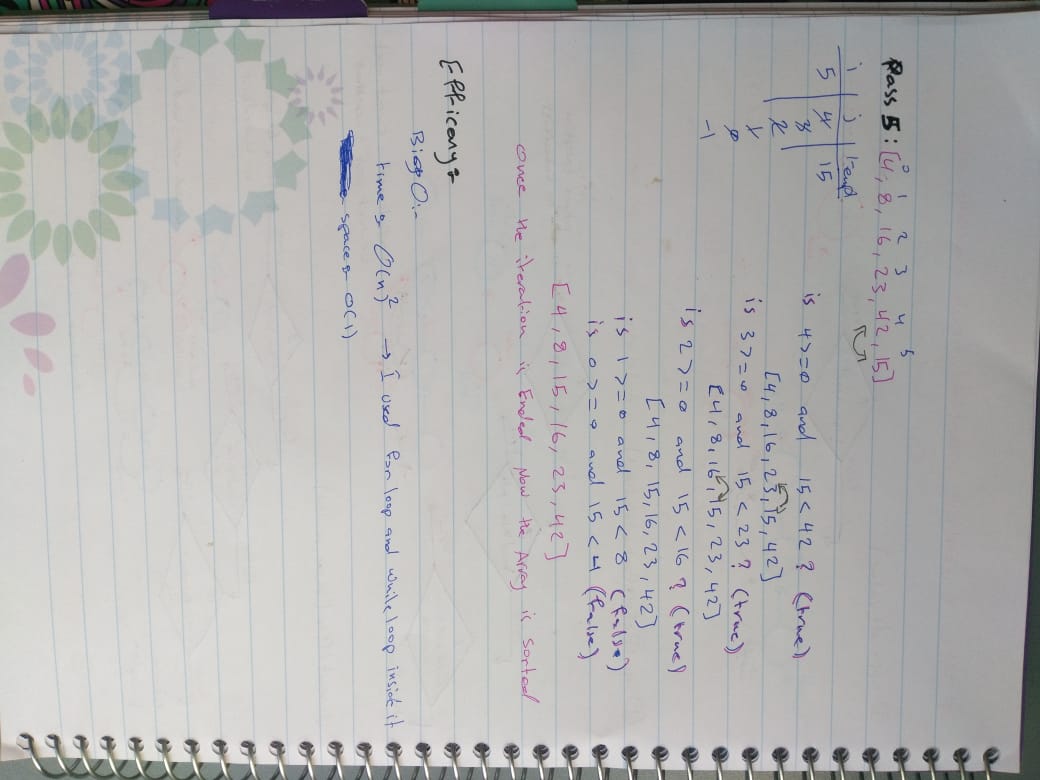 Pass 5: [4, 8, 16, 23, 42, 15]
0 1 2 3 4 5
i | j | temp
5 | 4 | 15
3
2
1
0
-1
is 4>=0 and 15<42? (true)
[4,8,16,23,15,42]
is 3>=0 and 15<23? (true)
[4,8,16,15,23,42]
is 2>=0 and 15<16? (true)
[4,8,15,16,23,42]
is 1>=0 and 15<8 (false)
is 0>=0 and 15<4 (false)
[4,8,15,16,23,42]
once the iteration is Ended Now the Array is sorted
Efficany:
Big O:-
time: O(n)² → I used for loop and while loop inside it
space: O(1)